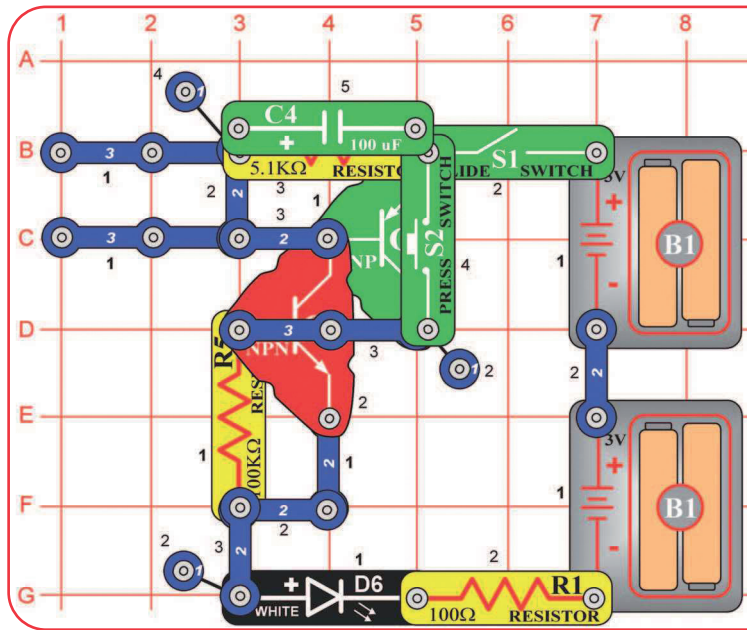 1 2 3 4 5 6 7 8
A
4 1 5
C4
+ 100 uF
B 3 5.1KΩ RESISTO LIDE S1 SWITCH
1 2 2 3 1 2 3V
3 +
C 3 2 NP S2 PRESS SWITCH 4 1 B1
1 -
D 3
R5 NPN 3 1 2 2 2
E 2
RES 3V
1 100KΩ 2 1 1 +
F 2 B1
2 3 2 -
2 1 1 2
G + D6 R1
WHITE 100Ω RESISTOR